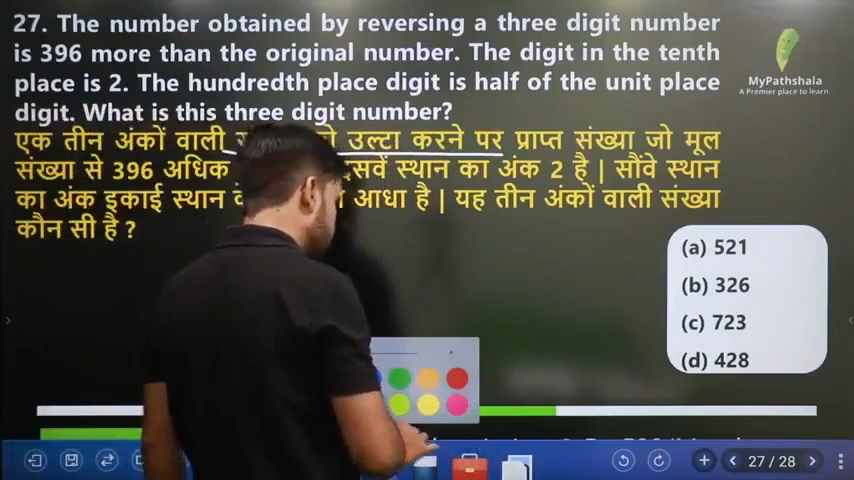 27. The number obtained by reversing a three digit number
is 396 more than the original number. The digit in the tenth
place is 2. The hundredth place digit is half of the unit place
digit. What is this three digit number?
एक तीन अंकों वाली उल्टा करने पर प्राप्त संख्या जो मूल
संख्या से 396 अधिक स्थान का अंक 2 है | सौंवे स्थान
का अंक इकाई स्थान आधा है | यह तीन अंकों वाली संख्या
कौन सी है ?
(a) 521
(b) 326
(c) 723
(d) 428
MyPathshala
A Premier place to learn
27 / 28